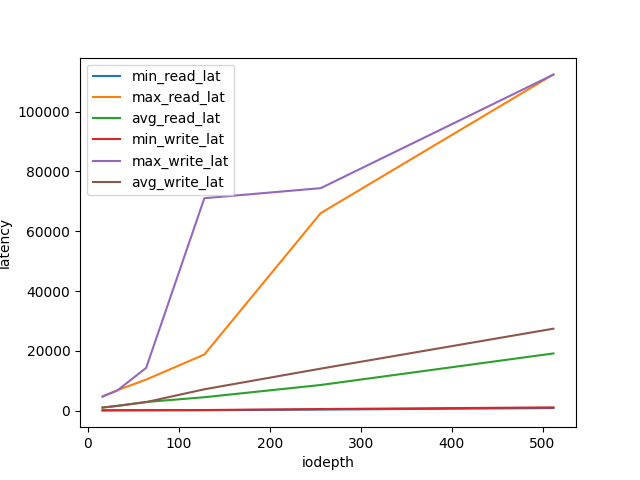 min_read_lat
max_read_lat
avg_read_lat
min_write_lat
max_write_lat
avg_write_lat
100000
80000
60000
40000
20000
0
latency
0 100 200 300 400 500
iodepth